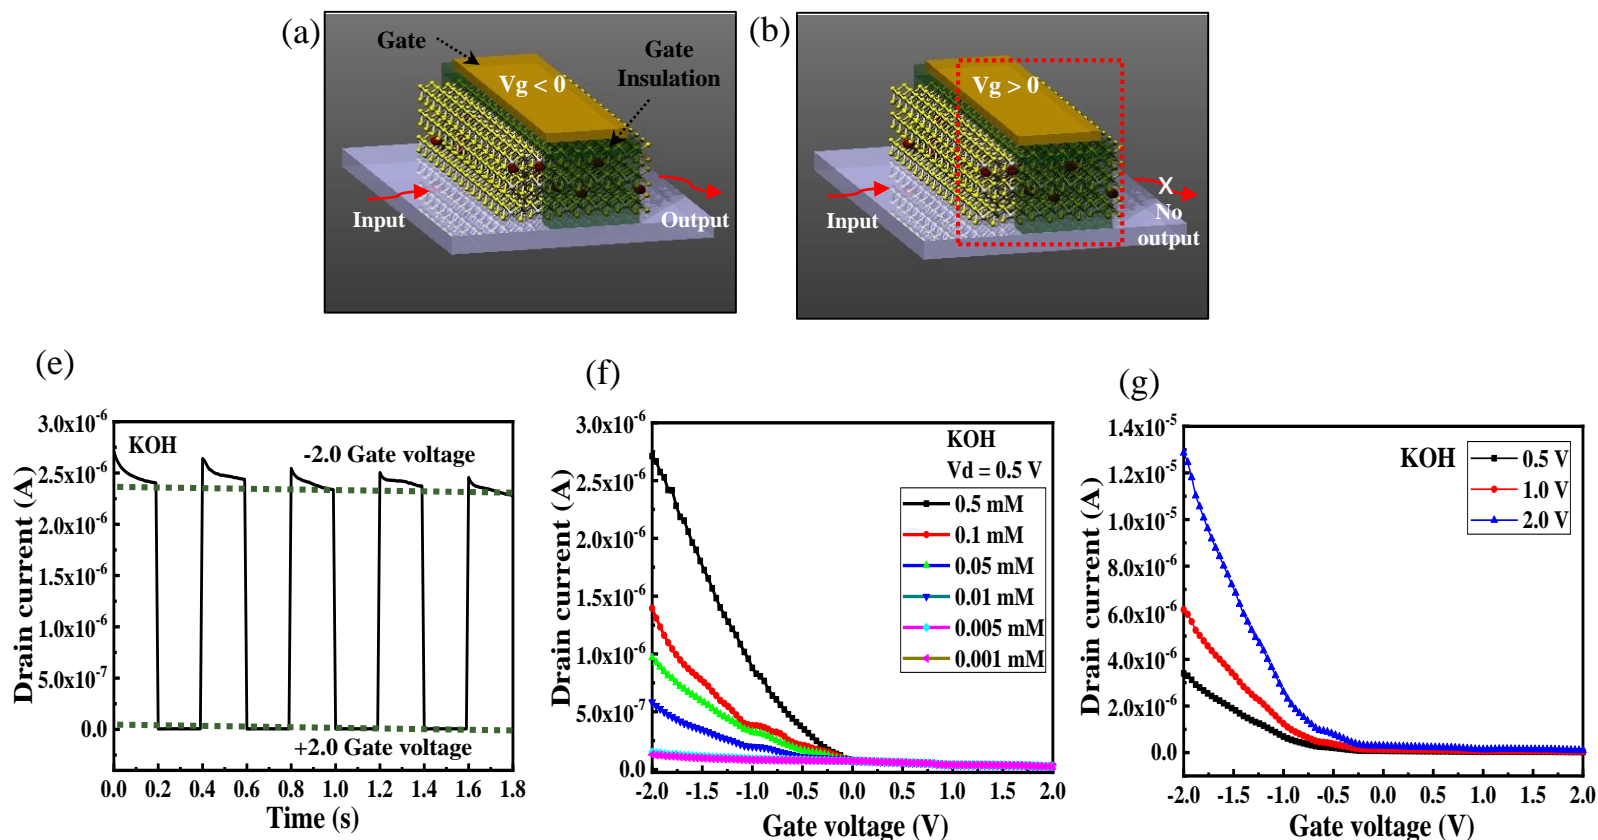 (a)
Gate
Gate
Insulation
Vg < 0
Input
Output
(b)
Vg > 0
Input
X
No
output
(e)
KOH
-2.0 Gate voltage
+2.0 Gate voltage
3.0x10⁻⁶
2.5x10⁻⁶
2.0x10⁻⁶
1.5x10⁻⁶
1.0x10⁻⁶
5.0x10⁻⁷
0.0
Drain current (A)
0.0 0.2 0.4 0.6 0.8 1.0 1.2 1.4 1.6 1.8
Time (s)
(f)
KOH
Vd = 0.5 V
0.5 mM
0.1 mM
0.05 mM
0.01 mM
0.005 mM
0.001 mM
3.0x10⁻⁶
2.5x10⁻⁶
2.0x10⁻⁶
1.5x10⁻⁶
1.0x10⁻⁶
5.0x10⁻⁷
0.0
Drain current (A)
-2.0 -1.5 -1.0 -0.5 0.0 0.5 1.0 1.5 2.0
Gate voltage (V)
(g)
KOH
0.5 V
1.0 V
2.0 V
1.4x10⁻⁵
1.2x10⁻⁵
1.0x10⁻⁵
8.0x10⁻⁶
6.0x10⁻⁶
4.0x10⁻⁶
2.0x10⁻⁶
0.0
Drain current (A)
-2.0 -1.5 -1.0 -0.5 0.0 0.5 1.0 1.5 2.0
Gate voltage (V)